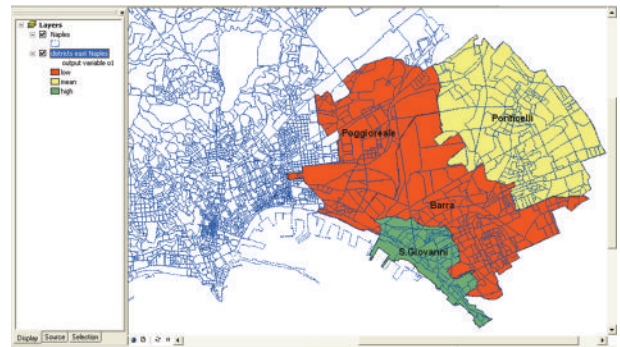 Layers
Naples
districts east Naples
output variable o1
low
mean
high
Display Source Selection
Poggioreale
Ponticelli
Barra
S.Giovanni